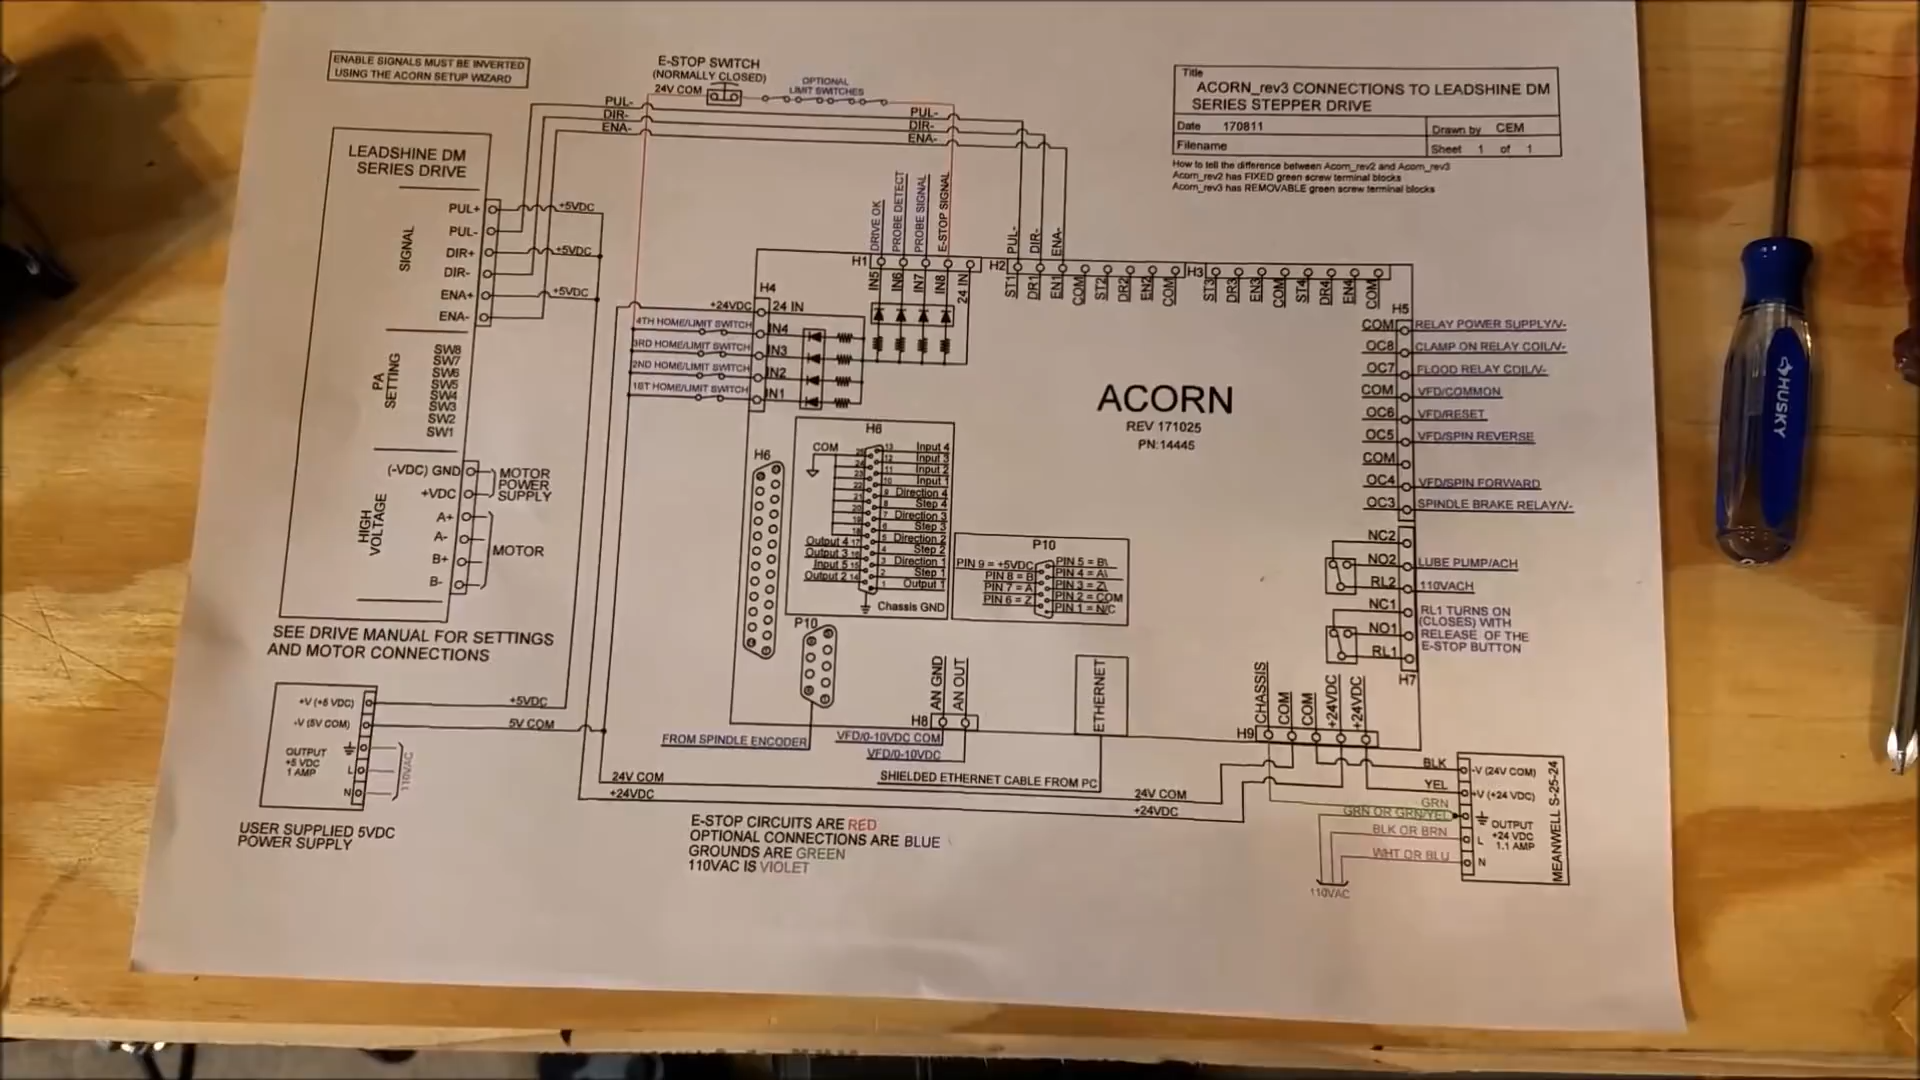 ENABLE SIGNALS MUST BE INVERTED
USING THE ACORN SETUP WIZARD
E-STOP SWITCH
(NORMALLY CLOSED)
24V COM
OPTIONAL
LIMIT SWITCHES
PUL-
DIR-
ENA-
PUL-
DIR-
ENA-
Title
ACORN_rev3 CONNECTIONS TO LEADSHINE DM
SERIES STEPPER DRIVE
Date 170811
Drawn by CEM
Filename
Sheet 1 of 1
How to tell the difference between Acorn_rev2 and Acorn_rev3
Acorn_rev2 has FIXED green screw terminal blocks
Acorn_rev3 has REMOVABLE green screw terminal blocks
LEADSHINE DM
SERIES DRIVE
SIGNAL
PUL+
PUL-
DIR+
DIR-
ENA+
ENA-
+5VDC
+5VDC
+5VDC
PA
SETTING
SW8
SW7
SW6
SW5
SW4
SW3
SW2
SW1
HIGH
VOLTAGE
(-VDC) GND
+VDC
A+
A-
B+
B-
MOTOR
POWER
SUPPLY
MOTOR
SEE DRIVE MANUAL FOR SETTINGS
AND MOTOR CONNECTIONS
+V (+5 VDC)
-V (5V COM)
OUTPUT
+5 VDC
1 AMP
L
N
110VAC
+5VDC
5V COM
USER SUPPLIED 5VDC
POWER SUPPLY
DRIVE OK
PROBE DETECT
PROBE SIGNAL
E-STOP SIGNAL
H1
IN5
IN6
IN7
IN8
24 IN
PUL-
DIR-
ENA-
H2
ST1
DR1
EN1
COM
ST2
DR2
EN2
COM
H3
ST3
DR3
EN3
COM
ST4
DR4
EN4
COM
H4
+24VDC
24 IN
4TH HOME/LIMIT SWITCH
IN4
3RD HOME/LIMIT SWITCH
IN3
2ND HOME/LIMIT SWITCH
IN2
1ST HOME/LIMIT SWITCH
IN1
ACORN
REV 171025
PN:14445
H5
COM
RELAY POWER SUPPLY/V-
OC8
CLAMP ON RELAY COIL/V-
OC7
FLOOD RELAY COIL/V-
COM
VFD/COMMON
OC6
VFD/RESET
OC5
VFD/SPIN REVERSE
COM
OC4
VFD/SPIN FORWARD
OC3
SPINDLE BRAKE RELAY/V-
NC2
NO2
LUBE PUMP/ACH
RL2
110VACH
NC1
NO1
RL1
RL1 TURNS ON
(CLOSES) WITH
RELEASE OF THE
E-STOP BUTTON
H7
H6
H6
COM
13 Input 4
12 Input 3
11 Input 2
10 Input 1
9 Direction 4
8 Step 4
7 Direction 3
6 Step 3
5 Direction 2
4 Step 2
3 Direction 1
2 Step 1
1 Output 1
Output 4 17
Output 3 16
Input 5 15
Output 2 14
Chassis GND
P10
PIN 9 = +5VDC
PIN 8 = B
PIN 7 = A
PIN 6 = Z
PIN 5 = B\
PIN 4 = A\
PIN 3 = Z\
PIN 2 = COM
PIN 1 = N/C
P10
FROM SPINDLE ENCODER
AN GND
AN OUT
H8
VFD/0-10VDC COM
VFD/0-10VDC
ETHERNET
SHIELDED ETHERNET CABLE FROM PC
H9
CHASSIS
COM
COM
+24VDC
+24VDC
24V COM
+24VDC
24V COM
+24VDC
BLK
YEL
GRN
GRN OR GRN/YEL
BLK OR BRN
WHT OR BLU
110VAC
-V (24V COM)
+V (+24 VDC)
OUTPUT
+24 VDC
1.1 AMP
L
N
MEANWELL S-25-24
E-STOP CIRCUITS ARE RED
OPTIONAL CONNECTIONS ARE BLUE
GROUNDS ARE GREEN
110VAC IS VIOLET
HUSKY